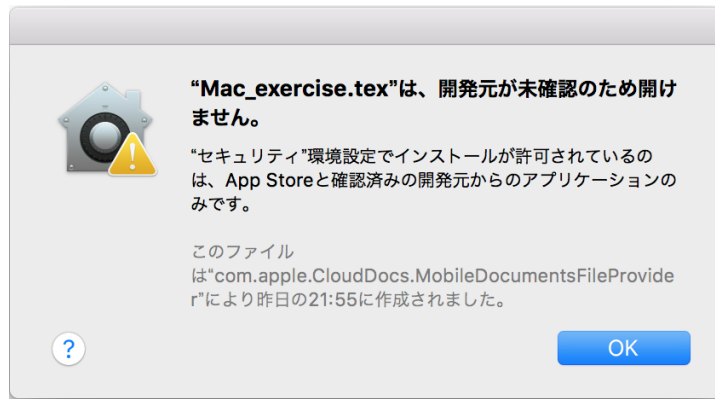 “Mac_exercise.tex”は、開発元が未確認のため開け
ません。
“セキュリティ”環境設定でインストールが許可されているの
は、App Storeと確認済みの開発元からのアプリケーションの
みです。
このファイル
は“com.apple.CloudDocs.MobileDocumentsFileProvide
r”により昨日の21:55に作成されました。
?
OK